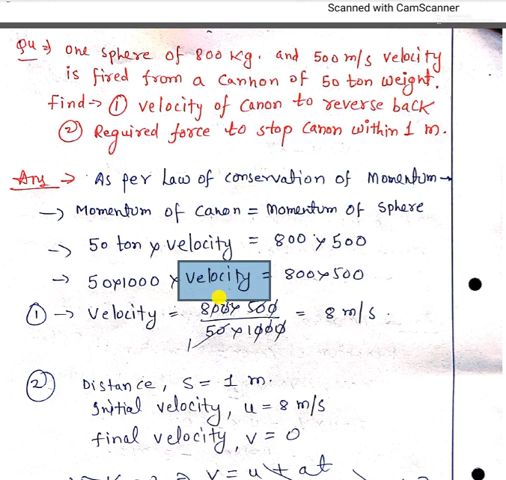 Scanned with CamScanner
Qu → One sphere of 800 Kg. and 500 m/s velocity
is fired from a cannon of 50 ton weight.
Find → ① velocity of canon to reverse back
② Required force to stop canon within 1 m.
Ans → As per Law of conservation of Momentum →
→ Momentum of canon = Momentum of sphere
→ 50 ton × velocity = 800 × 500
→ 50×1000 × velocity = 800×500
① → velocity = 800× 500 / 50 × 1000 = 8 m/s.
② Distance, S = 1 m.
Initial velocity, u = 8 m/s
final velocity, v = 0
v = u + at